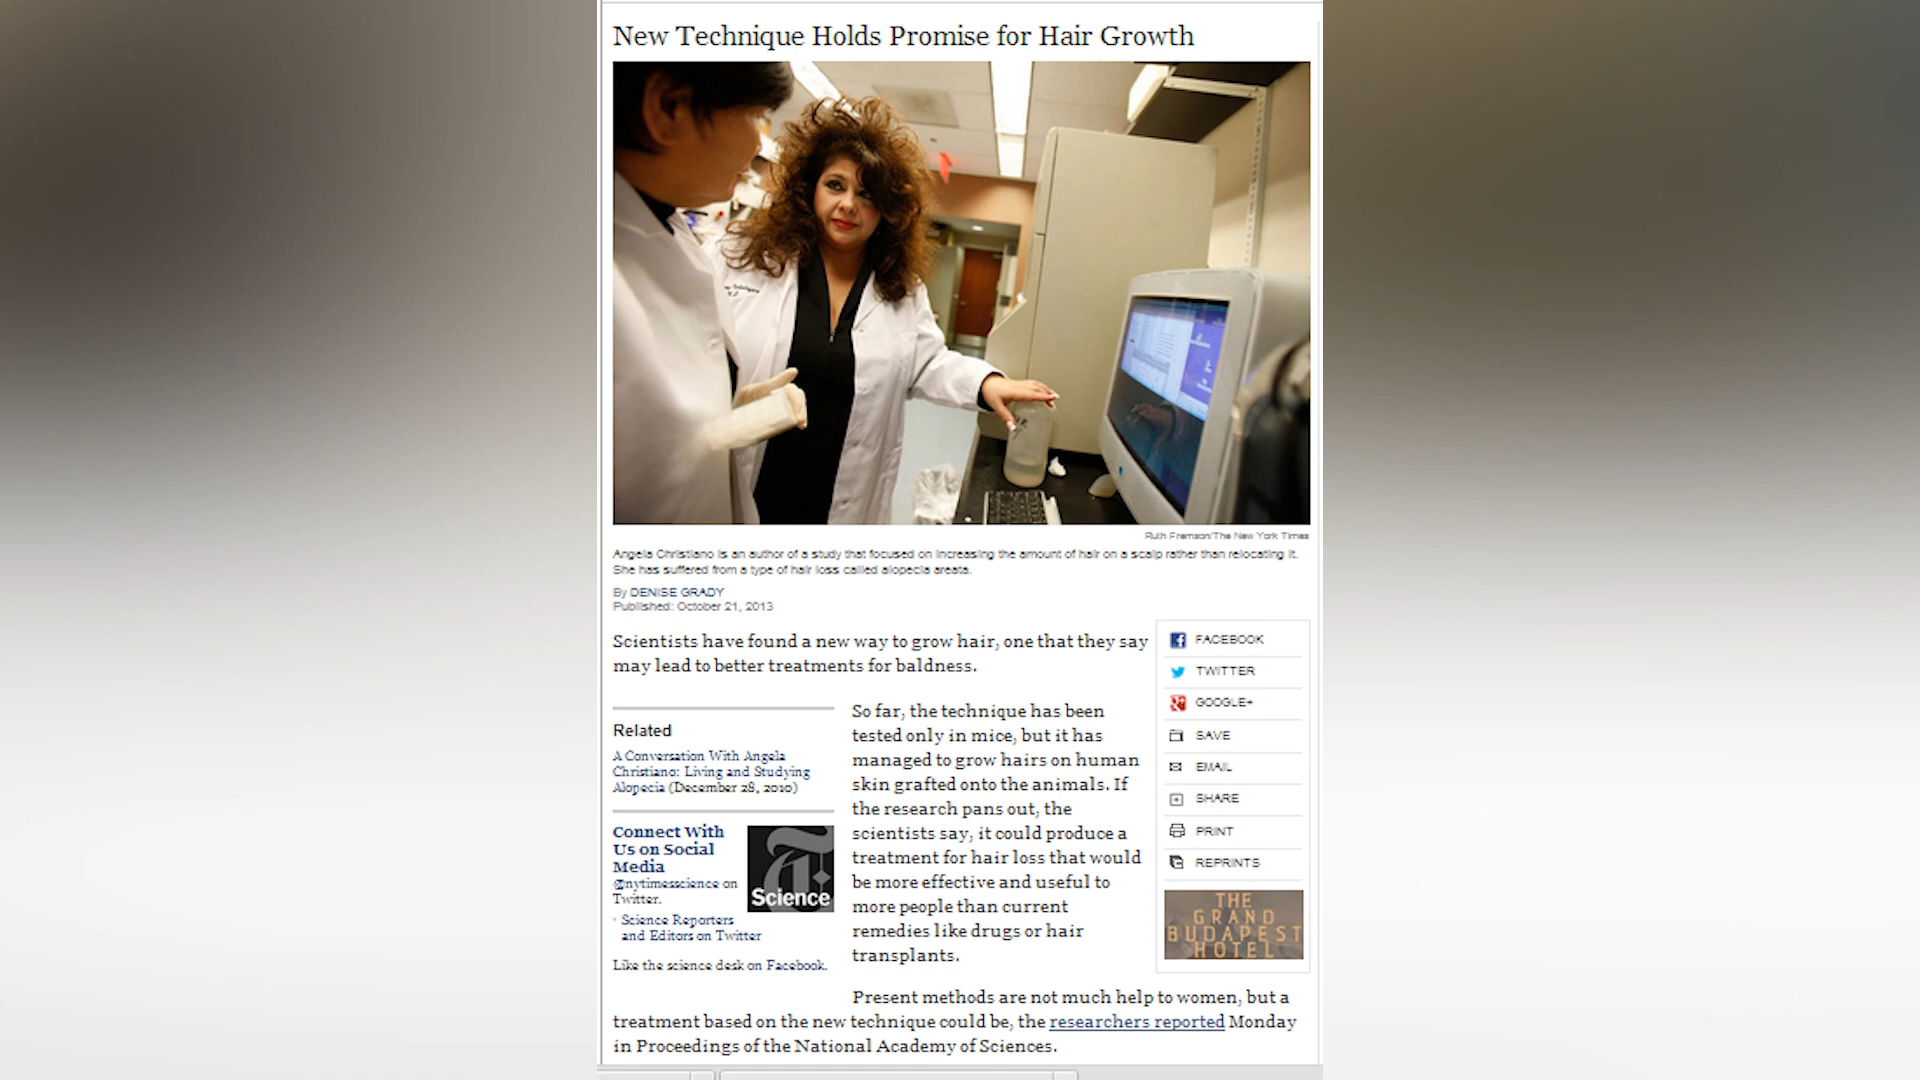 New Technique Holds Promise for Hair Growth
Ruth Fremson/The New York Times
Angela Christiano is an author of a study that focused on increasing the amount of hair on a scalp rather than relocating it.
She has suffered from a type of hair loss called alopecia areata.
By DENISE GRADY
Published: October 21, 2013
Scientists have found a new way to grow hair, one that they say
may lead to better treatments for baldness.
FACEBOOK
TWITTER
GOOGLE+
SAVE
EMAIL
SHARE
PRINT
REPRINTS
THE
GRAND
BUDAPEST
HOTEL
Related
A Conversation With Angela
Christiano: Living and Studying
Alopecia (December 28, 2010)
Connect With
Us on Social
Media
@nytimesscience on
Twitter.
Science Reporters
and Editors on Twitter
Like the science desk on Facebook.
T
Science
So far, the technique has been
tested only in mice, but it has
managed to grow hairs on human
skin grafted onto the animals. If
the research pans out, the
scientists say, it could produce a
treatment for hair loss that would
be more effective and useful to
more people than current
remedies like drugs or hair
transplants.
Present methods are not much help to women, but a
treatment based on the new technique could be, the researchers reported Monday
in Proceedings of the National Academy of Sciences.